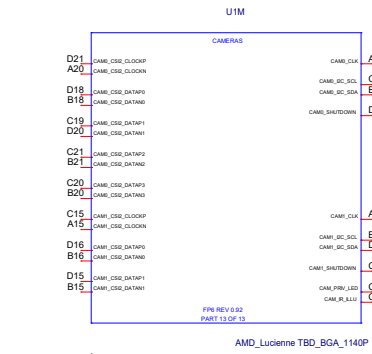 U1M
CAMERAS
D21 CAM0_CSI2_CLOCKP CAM0_CLK A
A20 CAM0_CSI2_CLOCKN
CAM0_I2C_SCL C
D18 CAM0_CSI2_DATAP0 CAM0_I2C_SDA B
B18 CAM0_CSI2_DATAN0
CAM0_SHUTDOWN D
C19 CAM0_CSI2_DATAP1
D20 CAM0_CSI2_DATAN1
C21 CAM0_CSI2_DATAP2
B21 CAM0_CSI2_DATAN2
C20 CAM0_CSI2_DATAP3
B20 CAM0_CSI2_DATAN3
C15 CAM1_CSI2_CLOCKP CAM1_CLK A
A15 CAM1_CSI2_CLOCKN
CAM1_I2C_SCL B
D16 CAM1_CSI2_DATAP0 CAM1_I2C_SDA D
B16 CAM1_CSI2_DATAN0
CAM1_SHUTDOWN C
D15 CAM1_CSI2_DATAP1
B15 CAM1_CSI2_DATAN1 CAM_PRIV_LED C
CAM_IR_ILLU C
FP6 REV 0.92
PART 13 OF 13
AMD_Lucienne TBD_BGA_1140P